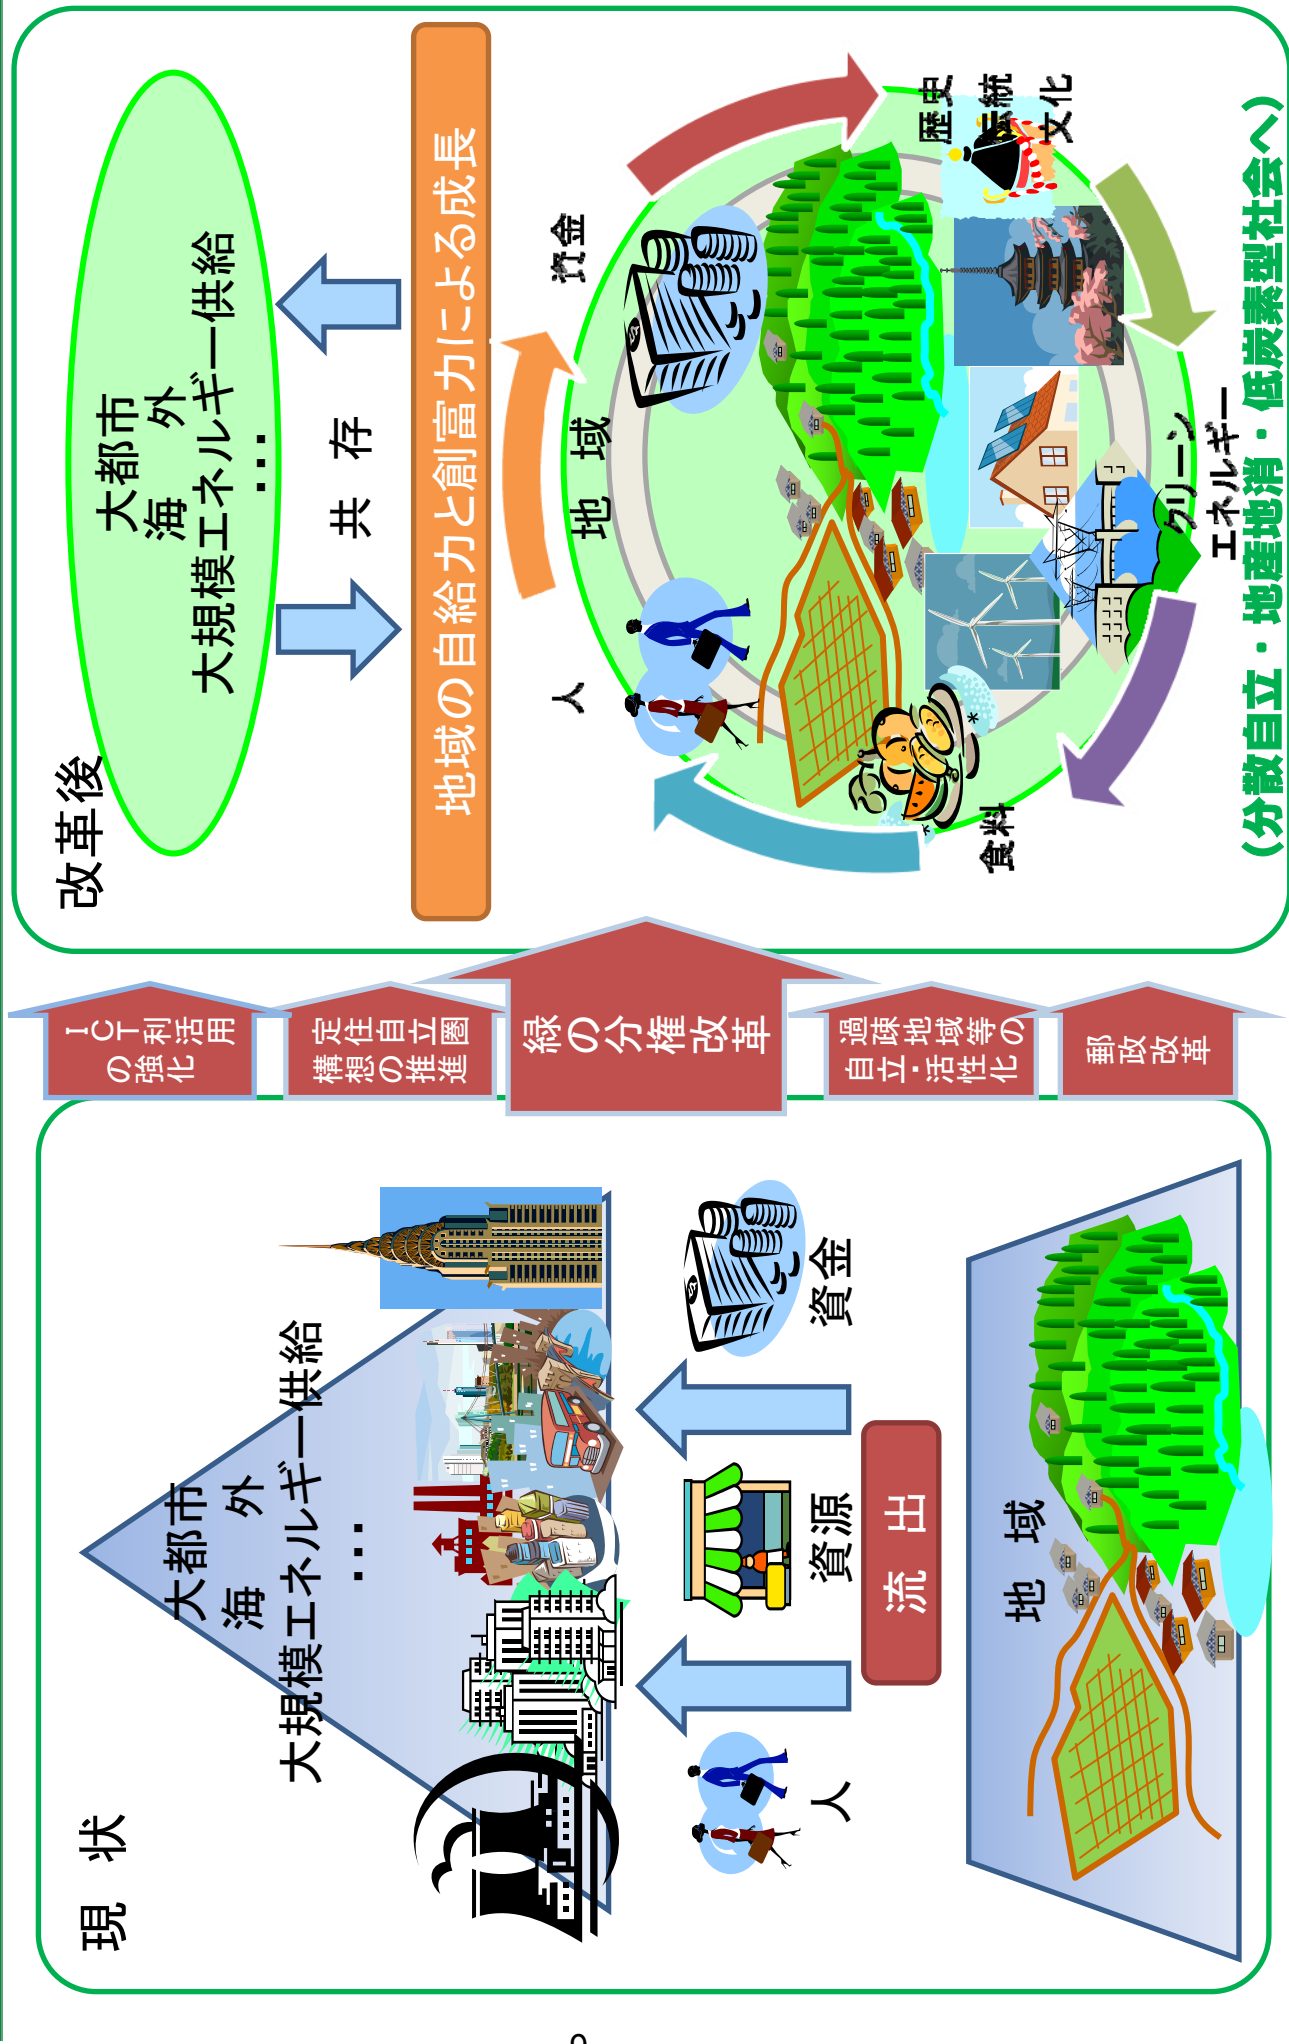 現 状
大都市
海 外
大規模エネルギー供給
・・・
人
資源
資金
流 出
地 域
ICT利活用
の強化
定住自立圏
構想の推進
緑の分権改革
過疎地域等の
自立・活性化
郵政
改革
改革後
大都市
海 外
大規模エネルギー供給
・・・
共 存
地域の自給力と創富力による成長
地 域
人
資金
歴史
伝統
文化
クリーン
エネルギー
食料
(分散自立・地産地消・低炭素型社会へ)